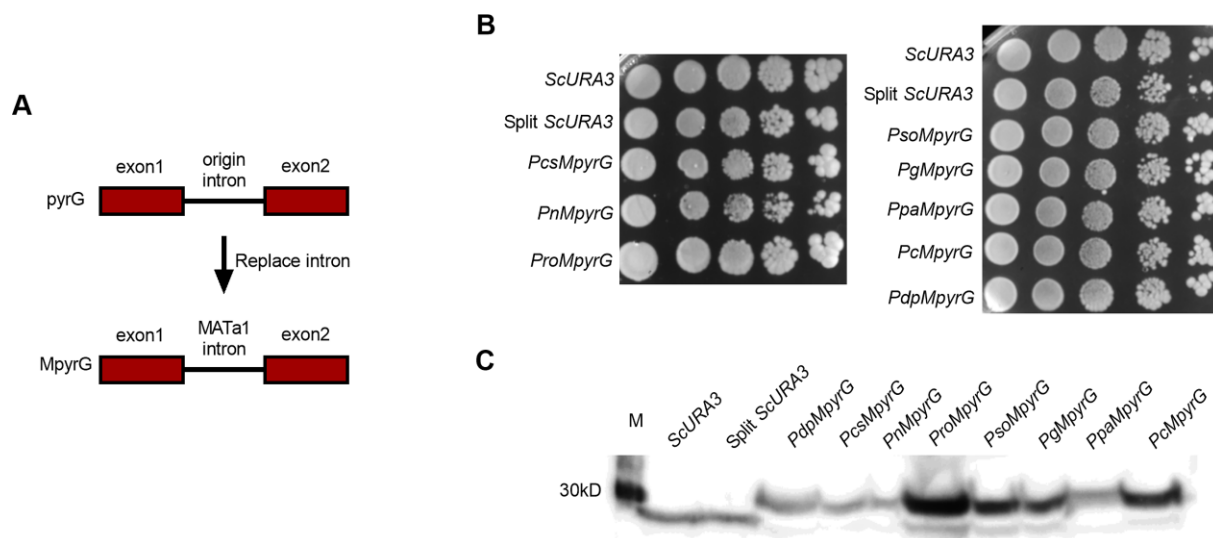 A
exon1 origin intron exon2
pyrG
Replace intron
exon1 MATa1 intron exon2
MpyrG
B
ScURA3
Split ScURA3
PcsMpyrG
PnMpyrG
ProMpyrG
ScURA3
Split ScURA3
PsoMpyrG
PgMpyrG
PpaMpyrG
PcMpyrG
PdpMpyrG
C
M ScURA3 Split ScURA3 PdpMpyrG PcsMpyrG PnMpyrG ProMpyrG PsoMpyrG PgMpyrG PpaMpyrG PcMpyrG
30kD